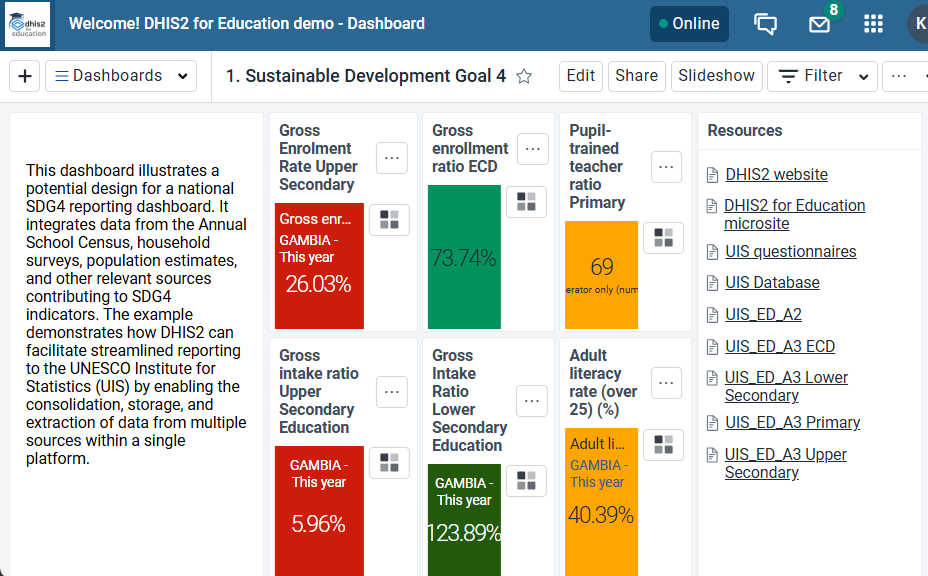 dhis2
for
education
Welcome! DHIS2 for Education demo - Dashboard
Online
8
K
Dashboards
1. Sustainable Development Goal 4
Edit
Share
Slideshow
Filter
This dashboard illustrates a
potential design for a national
SDG4 reporting dashboard. It
integrates data from the Annual
School Census, household
surveys, population estimates,
and other relevant sources
contributing to SDG4
indicators. The example
demonstrates how DHIS2 can
facilitate streamlined reporting
to the UNESCO Institute for
Statistics (UIS) by enabling the
consolidation, storage, and
extraction of data from multiple
sources within a single
platform.
Gross
Enrolment
Rate Upper
Secondary
Gross enr...
GAMBIA -
This year
26.03%
Gross
enrollment
ratio ECD
73.74%
Pupil-
trained
teacher
ratio
Primary
69
erator only (num
Gross
intake ratio
Upper
Secondary
Education
GAMBIA -
This year
5.96%
Gross
Intake
Ratio
Lower
Secondary
Education
GAMBIA -
This year
123.89%
Adult
literacy
rate (over
25) (%)
Adult li...
GAMBIA -
This year
40.39%
Resources
DHIS2 website
DHIS2 for Education
microsite
UIS questionnaires
UIS Database
UIS_ED_A2
UIS_ED_A3 ECD
UIS_ED_A3 Lower
Secondary
UIS_ED_A3 Primary
UIS_ED_A3 Upper
Secondary